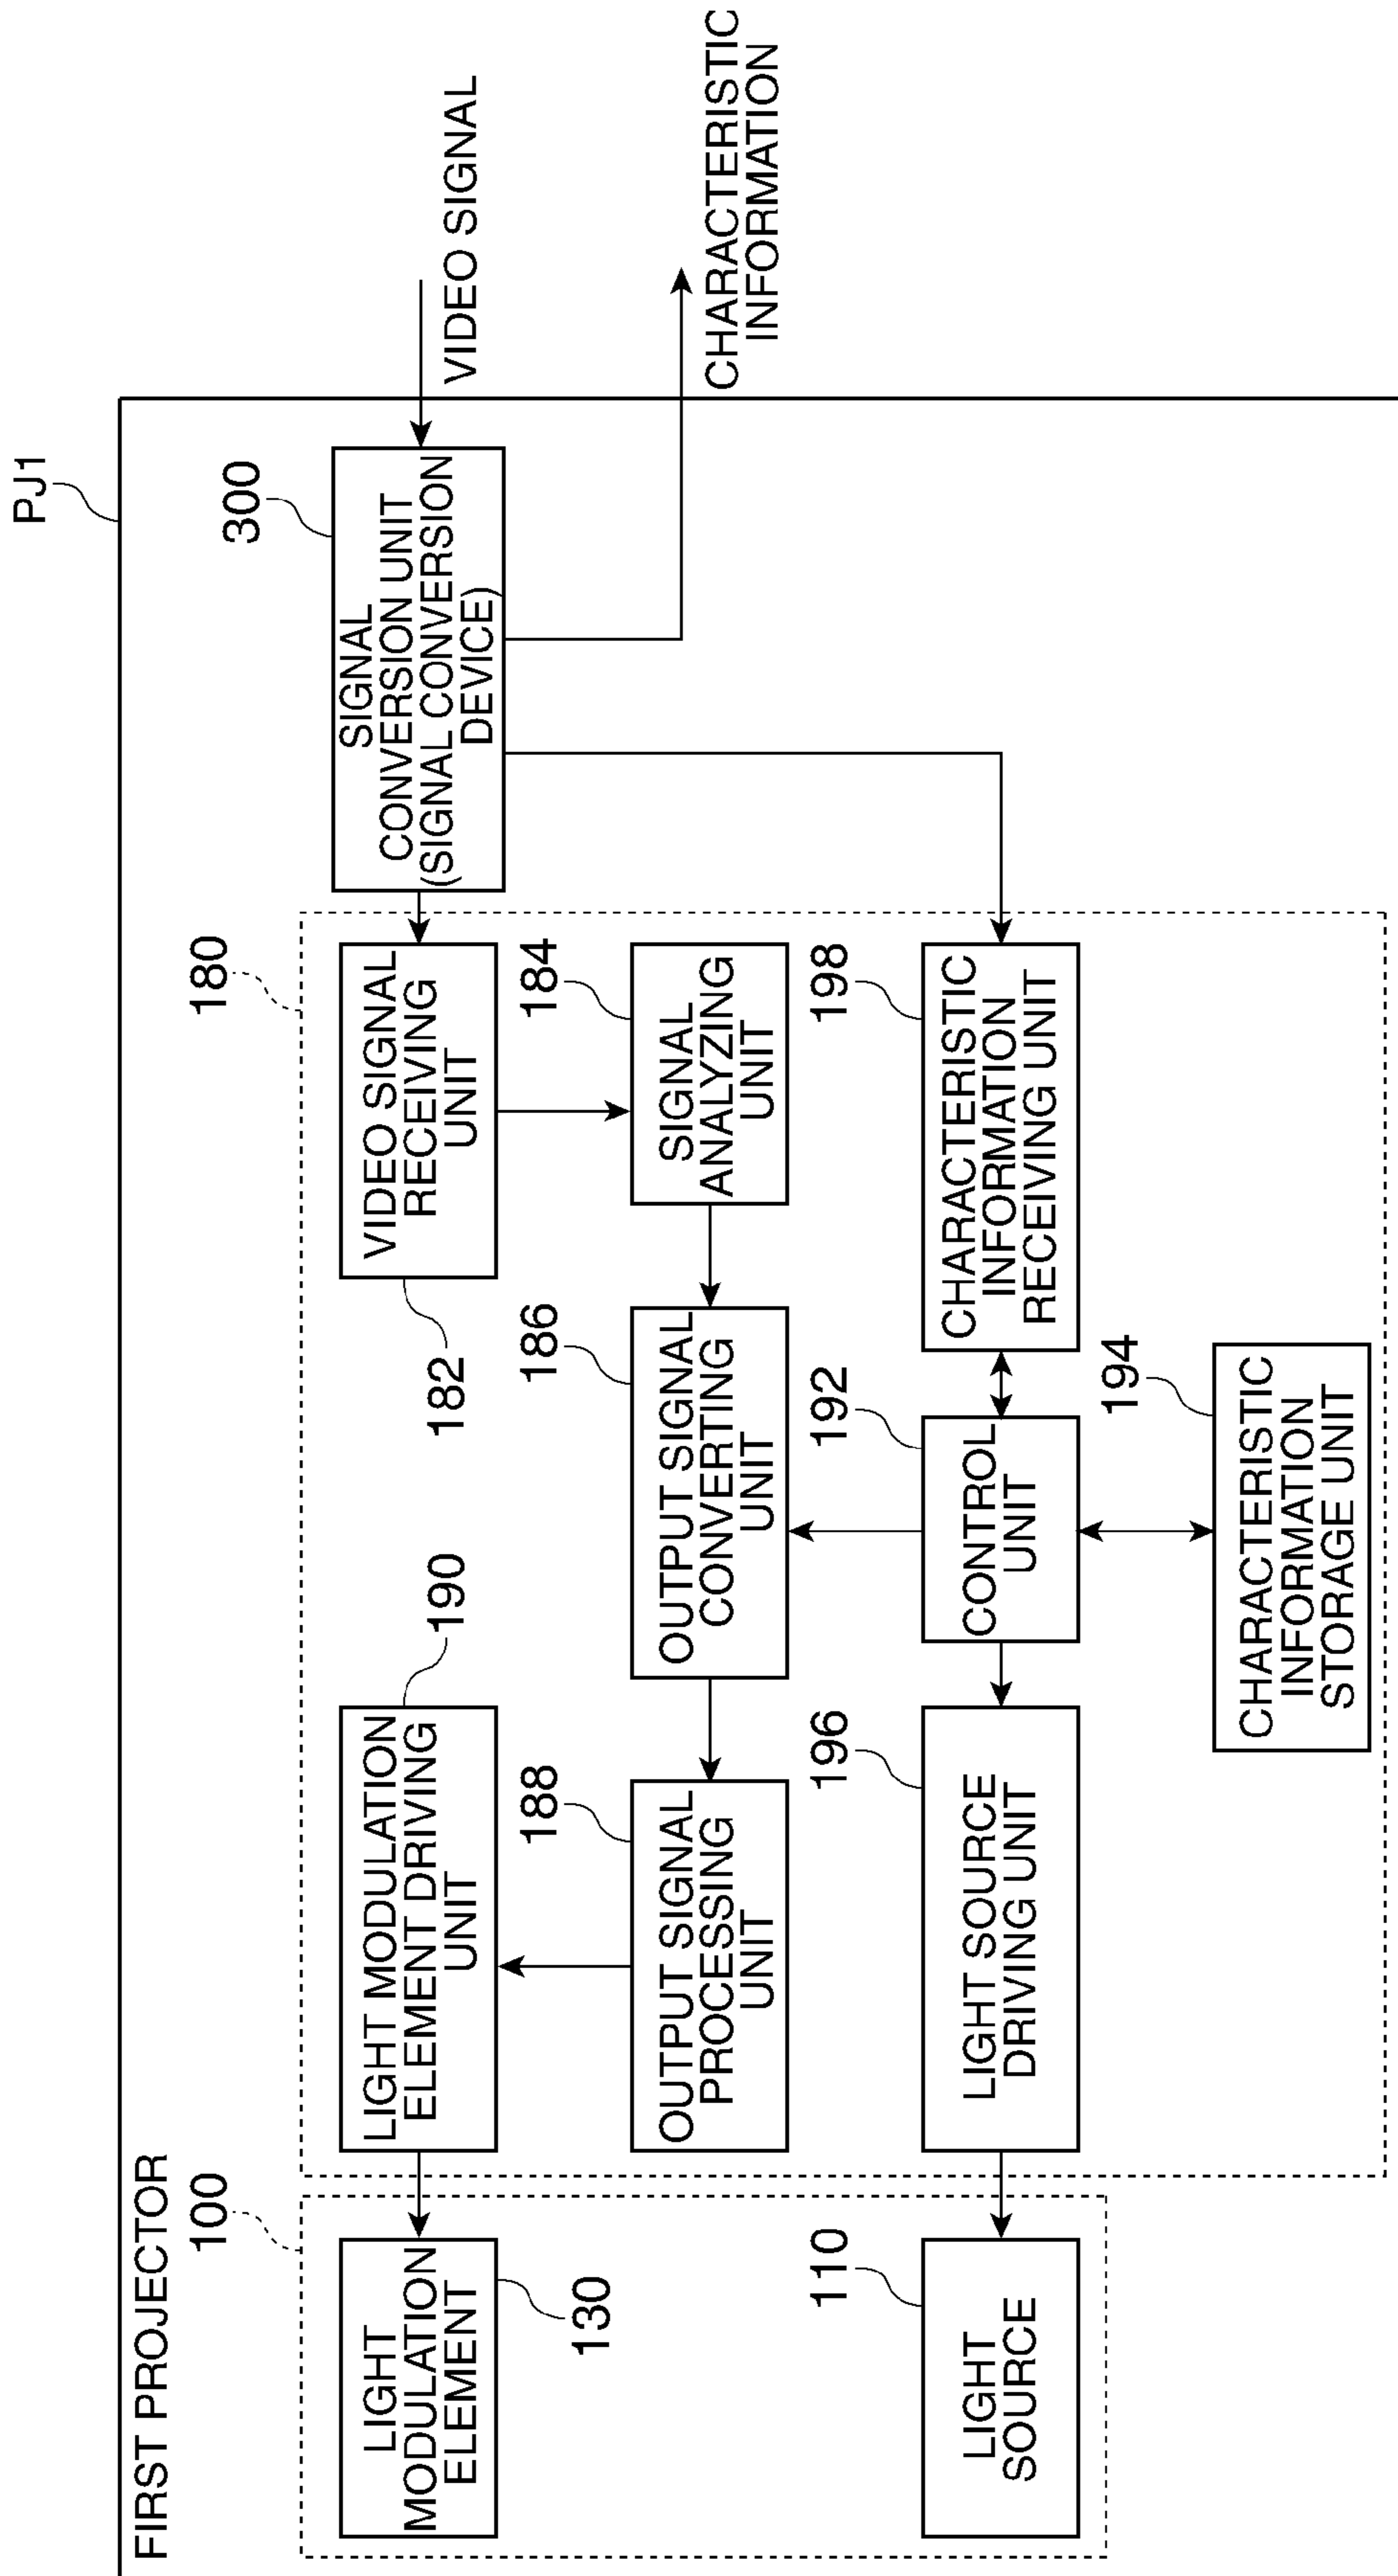 PJ1
FIRST PROJECTOR
100
180
300
LIGHT
MODULATION
ELEMENT
130
LIGHT MODULATION
ELEMENT DRIVING
UNIT
190
VIDEO SIGNAL
RECEIVING
UNIT
182
SIGNAL
CONVERSION UNIT
(SIGNAL CONVERSION
DEVICE)
VIDEO SIGNAL
188
OUTPUT SIGNAL
PROCESSING
UNIT
186
OUTPUT SIGNAL
CONVERTING
UNIT
184
SIGNAL
ANALYZING
UNIT
CHARACTERISTIC
INFORMATION
110
LIGHT
SOURCE
196
LIGHT SOURCE
DRIVING UNIT
192
CONTROL
UNIT
198
CHARACTERISTIC
INFORMATION
RECEIVING UNIT
194
CHARACTERISTIC
INFORMATION
STORAGE UNIT